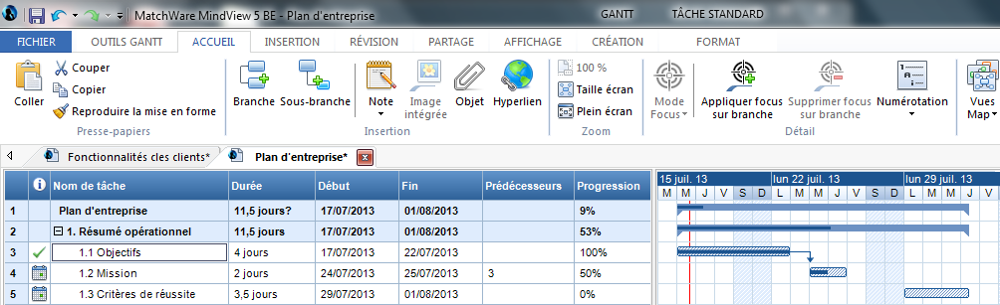 MatchWare MindView 5 BE - Plan d'entreprise GANTT TÂCHE STANDARD
FICHIER OUTILS GANTT ACCUEIL INSERTION RÉVISION PARTAGE AFFICHAGE CRÉATION FORMAT
Coller
Couper
Copier
Reproduire la mise en forme
Presse-papiers
Branche
Sous-branche
Note
Image intégrée
Objet
Hyperlien
Insertion
100 %
Taille écran
Plein écran
Zoom
Mode Focus
Appliquer focus sur branche
Supprimer focus sur branche
Numérotation
Détail
Vues Map
Fonctionnalités cles clients* Plan d'entreprise*
Nom de tâche Durée Début Fin Prédécesseurs Progression
15 juil. 13 lun 22 juil. 13 lun 29 juil. 13
M M J V S D L M M J V S D L M M J V
1 Plan d'entreprise 11,5 jours? 17/07/2013 01/08/2013 9%
2 1. Résumé opérationnel 11,5 jours 17/07/2013 01/08/2013 53%
3 1.1 Objectifs 4 jours 17/07/2013 22/07/2013 100%
4 1.2 Mission 2 jours 24/07/2013 25/07/2013 3 50%
5 1.3 Critères de réussite 3,5 jours 29/07/2013 01/08/2013 0%